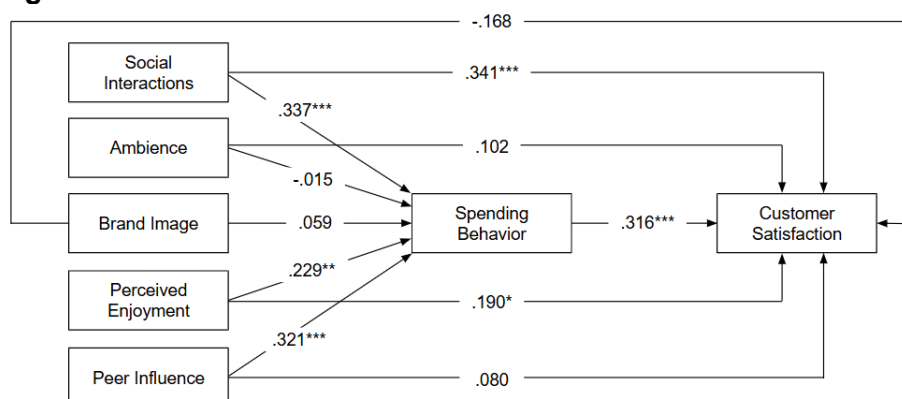 -.168
Social
Interactions
.341***
.337***
Ambience
.102
-.015
Brand Image
.059
Spending
Behavior
.316***
Customer
Satisfaction
.229**
Perceived
Enjoyment
.190*
.321***
Peer Influence
.080